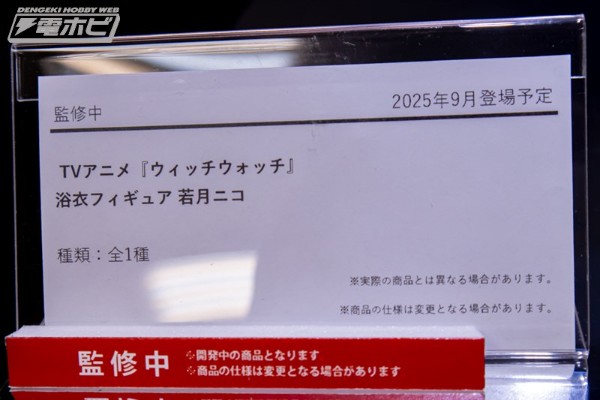 DENGEKI HOBBY WEB
電ホビ
監修中
2025年9月登場予定
TVアニメ『ウィッチウォッチ』
浴衣フィギュア 若月ニコ
種類：全1種
※実際の商品とは異なる場合があります。
※商品の仕様は変更となる場合があります。
監修中
※開発中の商品となります
※商品の仕様は変更となる場合があります